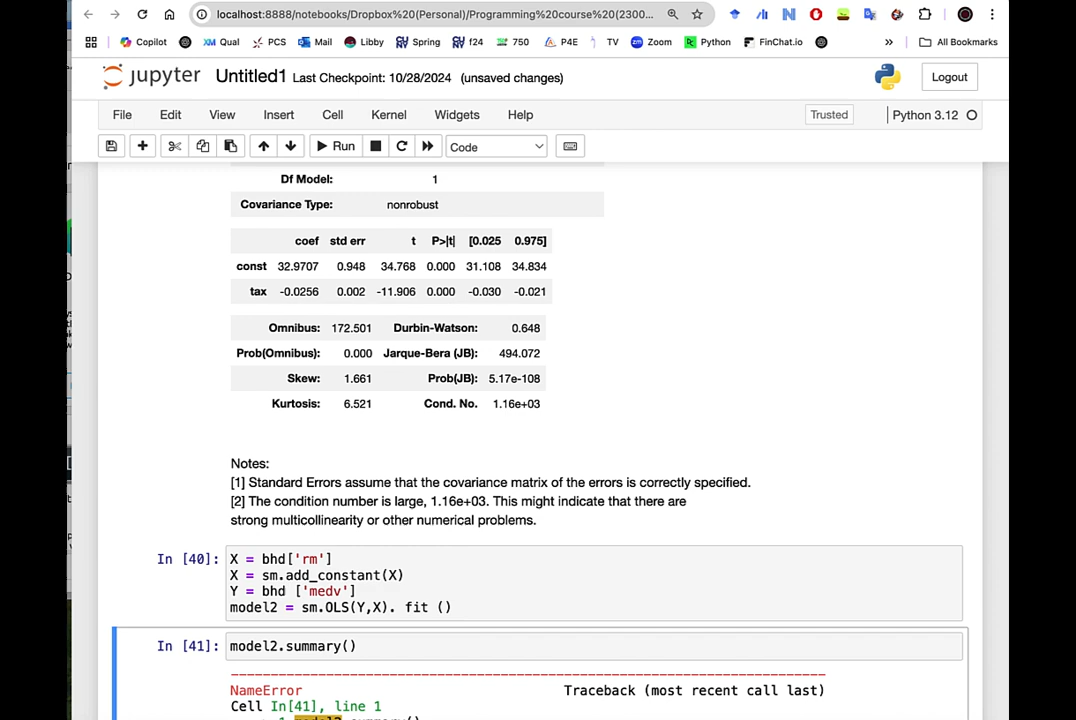 localhost:8888/notebooks/Dropbox%20(Personal)/Programming%20course%20(2300...
Copilot XM Qual PCS Mail Libby Spring f24 750 P4E TV zm Zoom Python FinChat.io » All Bookmarks
jupyter Untitled1 Last Checkpoint: 10/28/2024 (unsaved changes) Logout
File Edit View Insert Cell Kernel Widgets Help Trusted Python 3.12
Run Code
Df Model: 1
Covariance Type: nonrobust
coef std err t P>|t| [0.025 0.975]
const 32.9707 0.948 34.768 0.000 31.108 34.834
tax -0.0256 0.002 -11.906 0.000 -0.030 -0.021
Omnibus: 172.501 Durbin-Watson: 0.648
Prob(Omnibus): 0.000 Jarque-Bera (JB): 494.072
Skew: 1.661 Prob(JB): 5.17e-108
Kurtosis: 6.521 Cond. No. 1.16e+03
Notes:
[1] Standard Errors assume that the covariance matrix of the errors is correctly specified.
[2] The condition number is large, 1.16e+03. This might indicate that there are
strong multicollinearity or other numerical problems.
In [40]: X = bhd['rm']
X = sm.add_constant(X)
Y = bhd ['medv']
model2 = sm.OLS(Y,X). fit ()
In [41]: model2.summary()
NameError Traceback (most recent call last)
Cell In[41], line 1